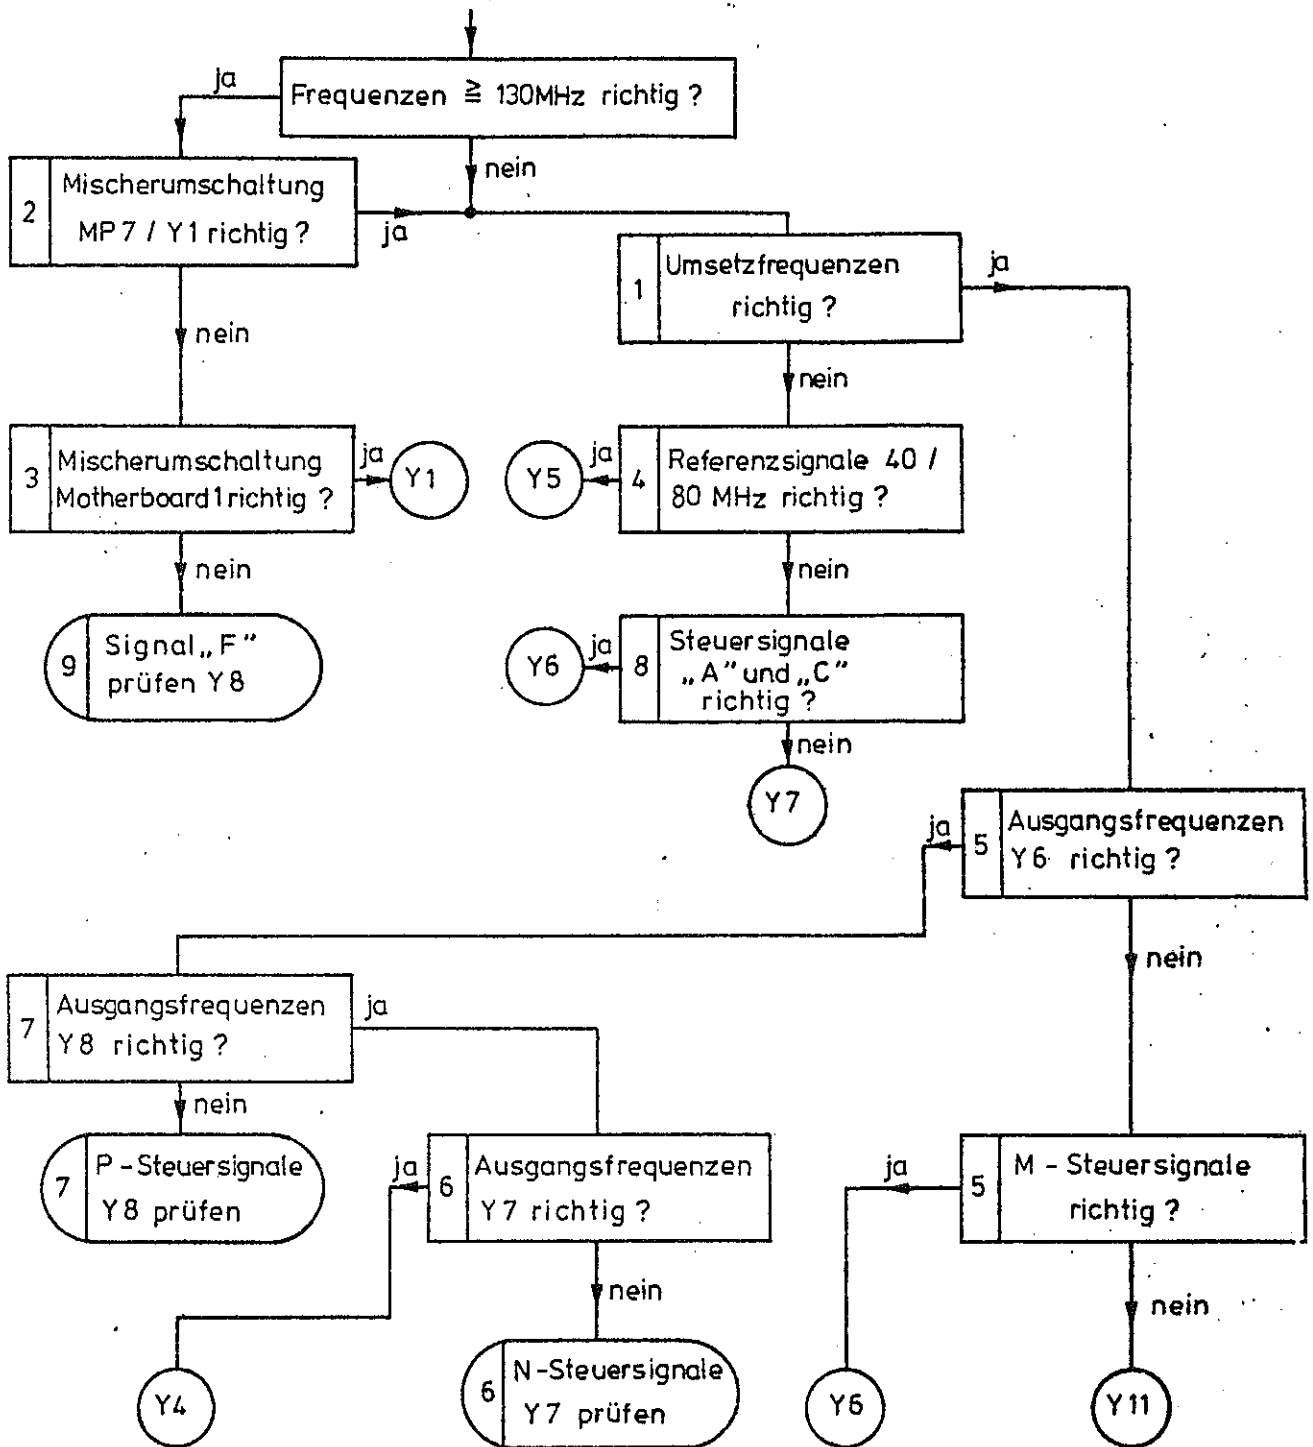 ja
Frequenzen ≧ 130MHz richtig ?
nein
2
Mischerumschaltung
MP7 / Y1 richtig ?
ja
1
Umsetzfrequenzen
richtig ?
ja
nein
nein
3
Mischerumschaltung
Motherboard1 richtig ?
ja
Y1
Y5
ja
4
Referenzsignale 40 /
80 MHz richtig ?
nein
nein
9
Signal „F”
prüfen Y8
Y6
ja
8
Steuersignale
„A” und „C”
richtig ?
nein
Y7
ja
5
Ausgangsfrequenzen
Y6 richtig ?
nein
7
Ausgangsfrequenzen
Y8 richtig ?
ja
nein
7
P - Steuersignale
Y8 prüfen
ja
6
Ausgangsfrequenzen
Y7 richtig ?
ja
5
M - Steuersignale
richtig ?
nein
nein
Y4
6
N-Steuersignale
Y7 prüfen
Y6
Y11